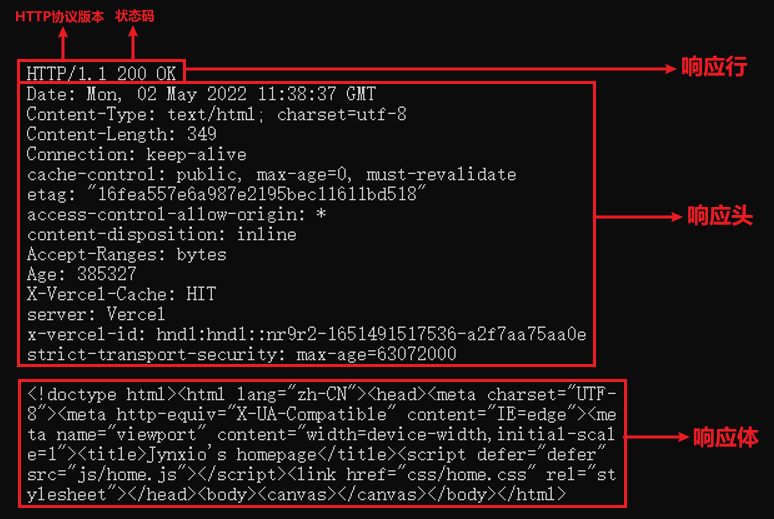 HTTP协议版本 状态码
HTTP/1.1 200 OK
响应行
Date: Mon, 02 May 2022 11:38:37 GMT
Content-Type: text/html; charset=utf-8
Content-Length: 349
Connection: keep-alive
cache-control: public, max-age=0, must-revalidate
etag: "16fea557e6a987e2195bec11611bd518"
access-control-allow-origin: *
响应头
content-disposition: inline
Accept-Ranges: bytes
Age: 385327
X-Vercel-Cache: HIT
server: Vercel
x-vercel-id: hnd1:hnd1::nr9r2-1651491517536-a2f7aa75aa0e
strict-transport-security: max-age=63072000
<!doctype html><html lang="zh-CN"><head><meta charset="UTF-
8"><meta http-equiv="X-UA-Compatible" content="IE=edge"><me
ta name="viewport" content="width=device-width,initial-scal
e=1"><title>Jynxio's homepage</title><script defer="defer"
响应体
src="js/home.js"></script><link href="css/home.css" rel="st
ylesheet"></head><body><canvas></canvas></body></html>